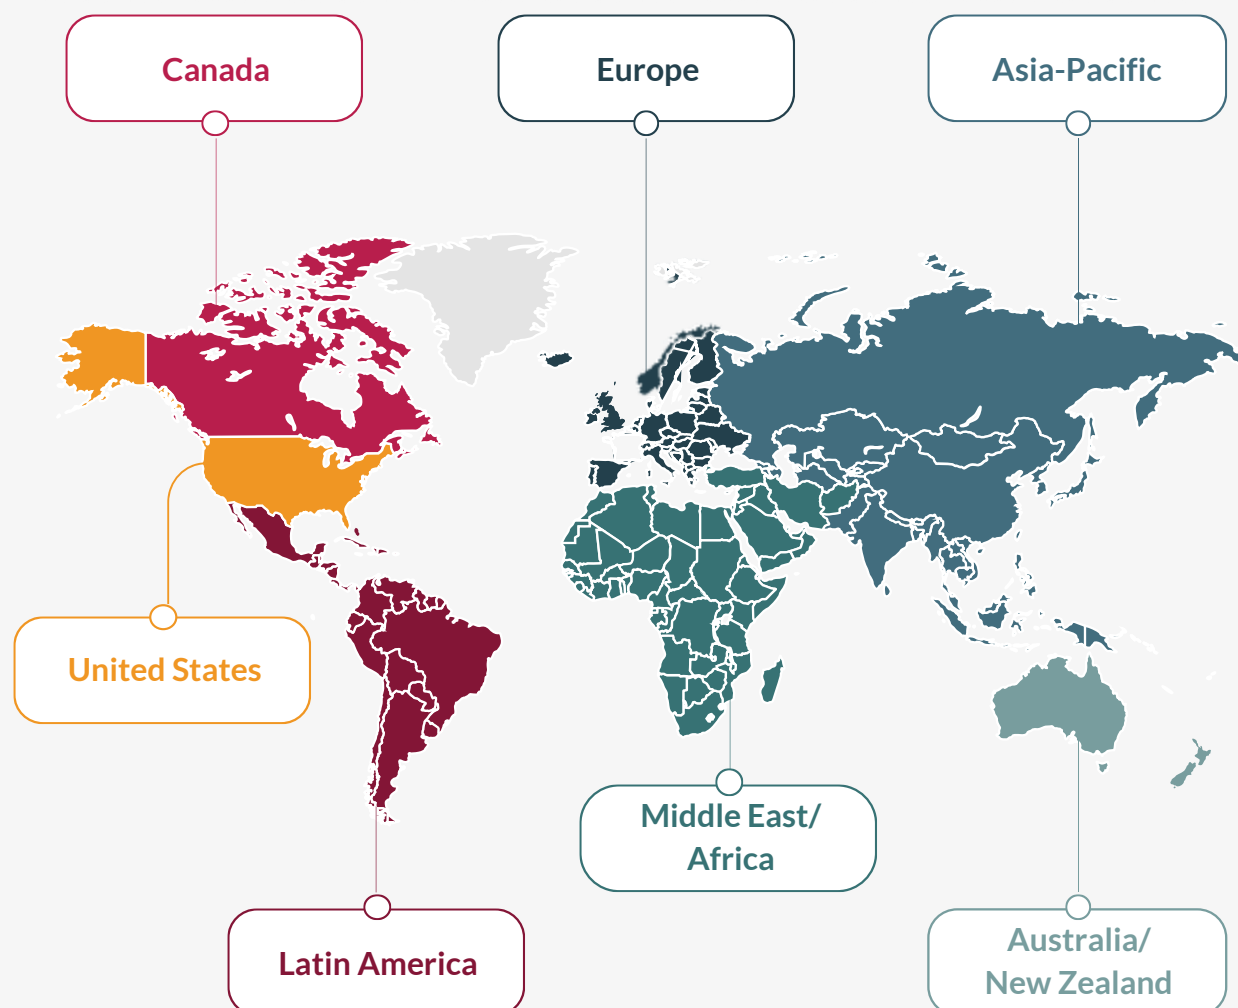 Canada
Europe
Asia-Pacific
United States
Middle East/
Africa
Latin America
Australia/
New Zealand